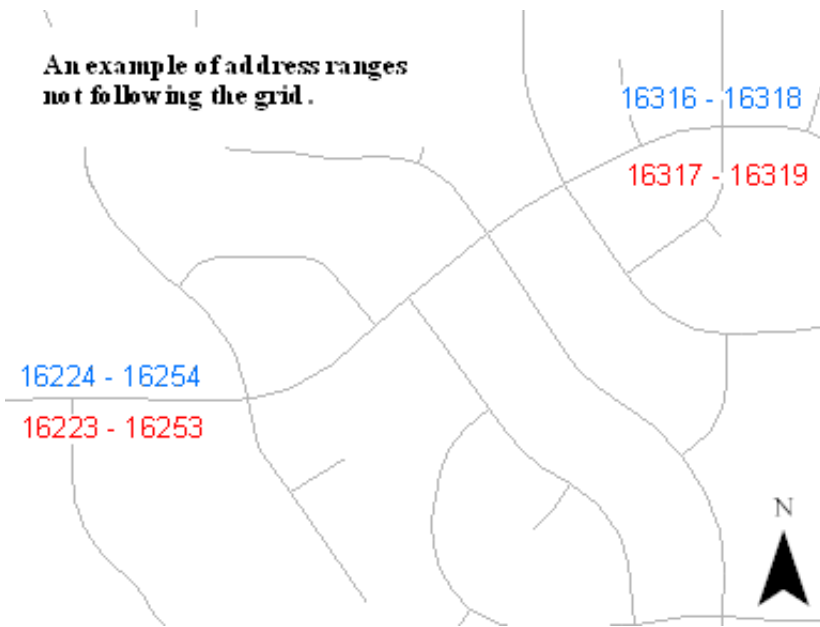 An example of address ranges
not following the grid.
16316 - 16318
16317 - 16319
16224 - 16254
16223 - 16253
N